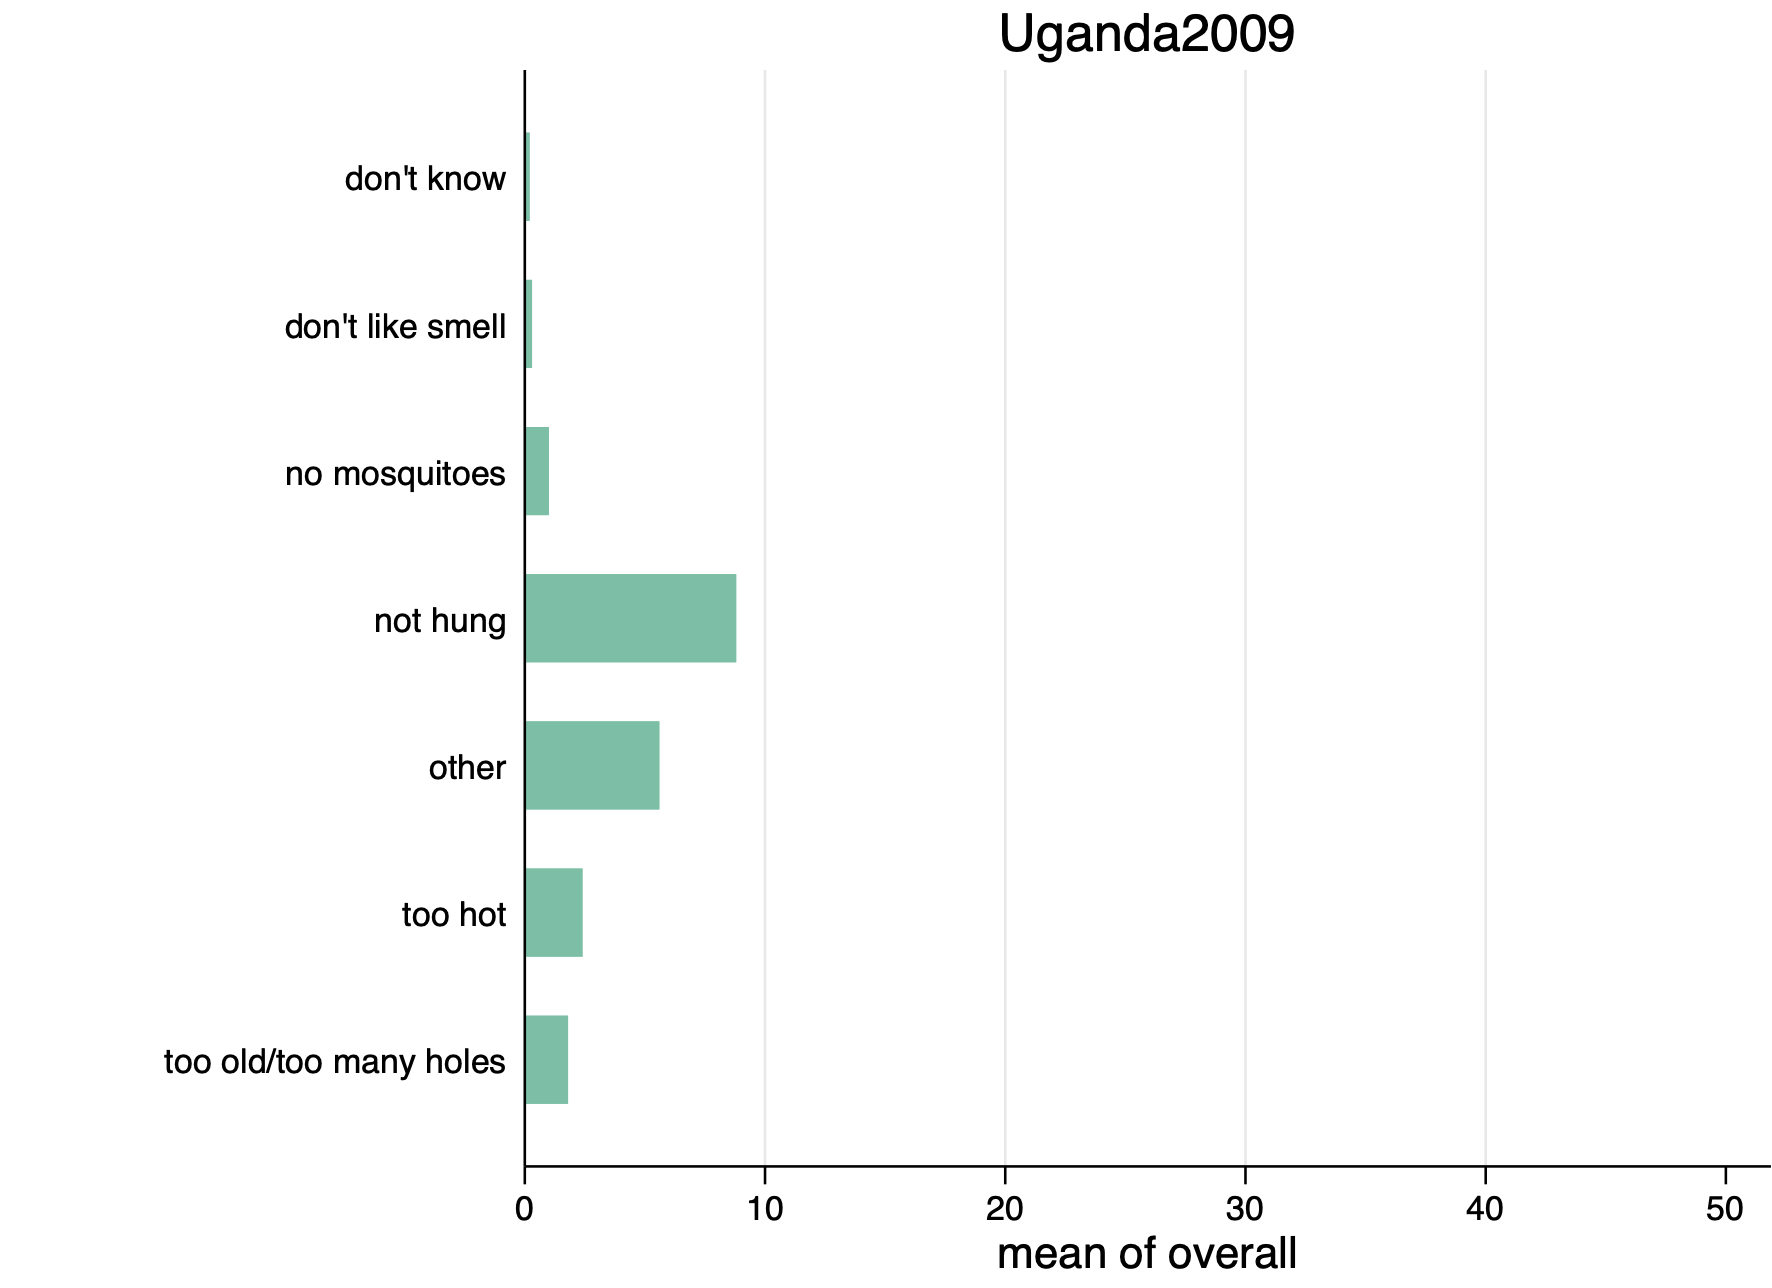 Uganda2009
don't know
don't like smell
no mosquitoes
not hung
other
too hot
too old/too many holes
0 10 20 30 40 50
mean of overall